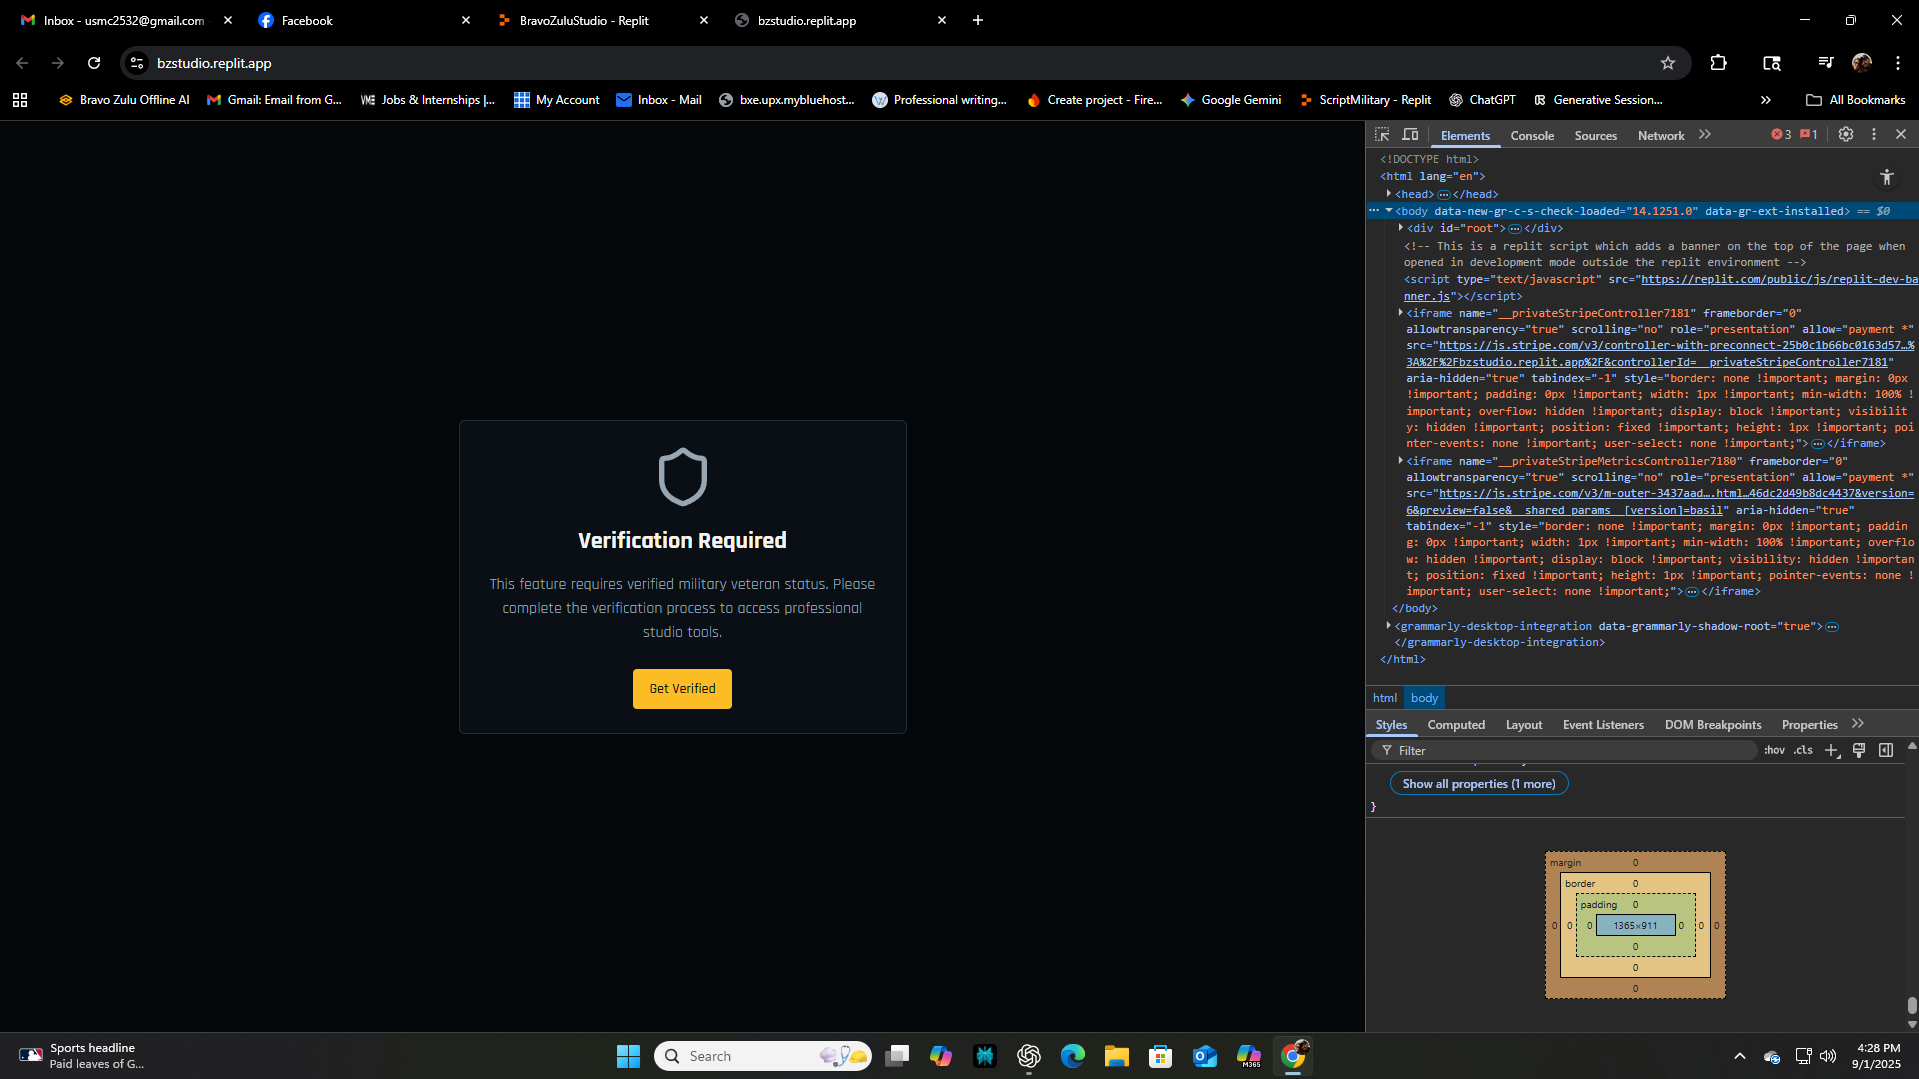 Inbox - usmc2532@gmail.com
Facebook
BravoZuluStudio - Replit
bzstudio.replit.app
bzstudio.replit.app
Bravo Zulu Offline AI
Gmail: Email from G...
VME Jobs & Internships |...
My Account
Inbox - Mail
bxe.upx.mybluehost...
Professional writing...
Create project - Fire...
Google Gemini
ScriptMilitary - Replit
ChatGPT
Generative Session...
All Bookmarks
Verification Required
This feature requires verified military veteran status. Please
complete the verification process to access professional
studio tools.
Get Verified
Elements
Console
Sources
Network
3
1
<!DOCTYPE html>
<html lang="en">
<head>…</head>
<body data-new-gr-c-s-check-loaded="14.1251.0" data-gr-ext-installed> == $0
<div id="root">…</div>
<!-- This is a replit script which adds a banner on the top of the page when
opened in development mode outside the replit environment -->
<script type="text/javascript" src="https://replit.com/public/js/replit-dev-ba
nner.js"></script>
<iframe name="__privateStripeController7181" frameborder="0"
allowtransparency="true" scrolling="no" role="presentation" allow="payment *"
src="https://js.stripe.com/v3/controller-with-preconnect-25b0c1b66bc0163d57…%
3A%2F%2Fbzstudio.replit.app%2F&controllerId=__privateStripeController7181"
aria-hidden="true" tabindex="-1" style="border: none !important; margin: 0px
!important; padding: 0px !important; width: 1px !important; min-width: 100% !
important; overflow: hidden !important; display: block !important; visibilit
y: hidden !important; position: fixed !important; height: 1px !important; poi
nter-events: none !important; user-select: none !important;">…</iframe>
<iframe name="__privateStripeMetricsController7180" frameborder="0"
allowtransparency="true" scrolling="no" role="presentation" allow="payment *"
src="https://js.stripe.com/v3/m-outer-3437aad….html…46dc2d49b8dc4437&version=
6&preview=false&__shared_params__[version]=basil" aria-hidden="true"
tabindex="-1" style="border: none !important; margin: 0px !important; paddin
g: 0px !important; width: 1px !important; min-width: 100% !important; overflo
w: hidden !important; display: block !important; visibility: hidden !importan
t; position: fixed !important; height: 1px !important; pointer-events: none !
important; user-select: none !important;">…</iframe>
</body>
<grammarly-desktop-integration data-grammarly-shadow-root="true">…
</grammarly-desktop-integration>
</html>
html
body
Styles
Computed
Layout
Event Listeners
DOM Breakpoints
Properties
Filter
:hov .cls
Show all properties (1 more)
}
margin 0
border 0
padding 0
0 0 0 1365×911 0 0 0
0
0
0
Sports headline
Paid leaves of G...
Search
M365
4:28 PM
9/1/2025